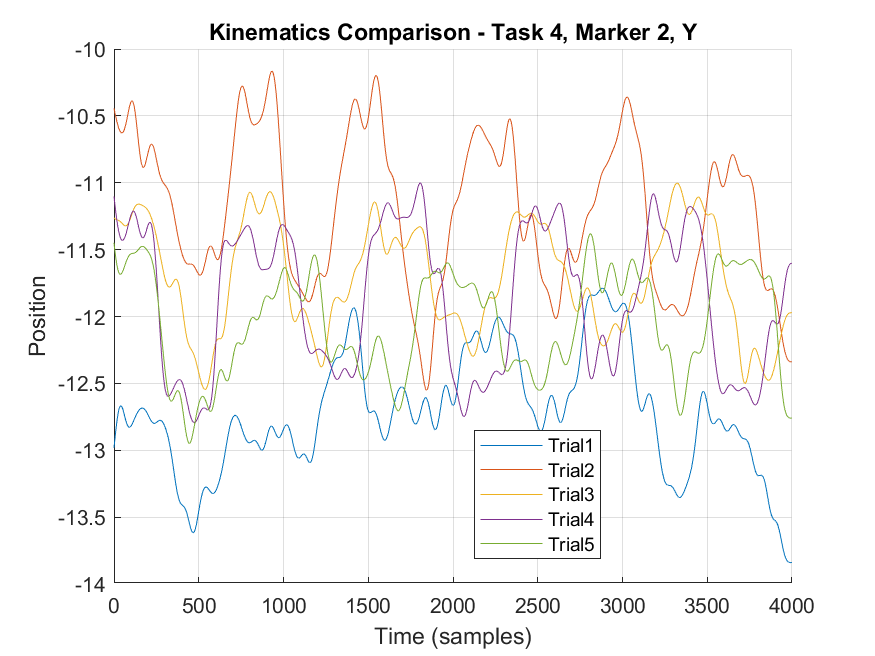 Kinematics Comparison - Task 4, Marker 2, Y
-10
-10.5
-11
-11.5
-12
-12.5
-13
-13.5
-14
Position
Trial1
Trial2
Trial3
Trial4
Trial5
0 500 1000 1500 2000 2500 3000 3500 4000
Time (samples)